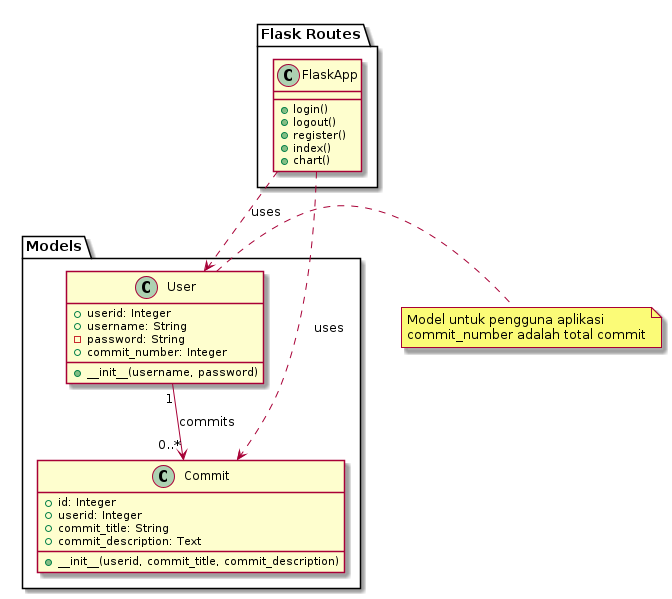 Flask Routes
C FlaskApp
login()
logout()
register()
index()
chart()
uses
Models
C User
userid: Integer
username: String
password: String
commit_number: Integer
__init__(username, password)
Model untuk pengguna aplikasi
commit_number adalah total commit
uses
1
commits
0..*
C Commit
id: Integer
userid: Integer
commit_title: String
commit_description: Text
__init__(userid, commit_title, commit_description)